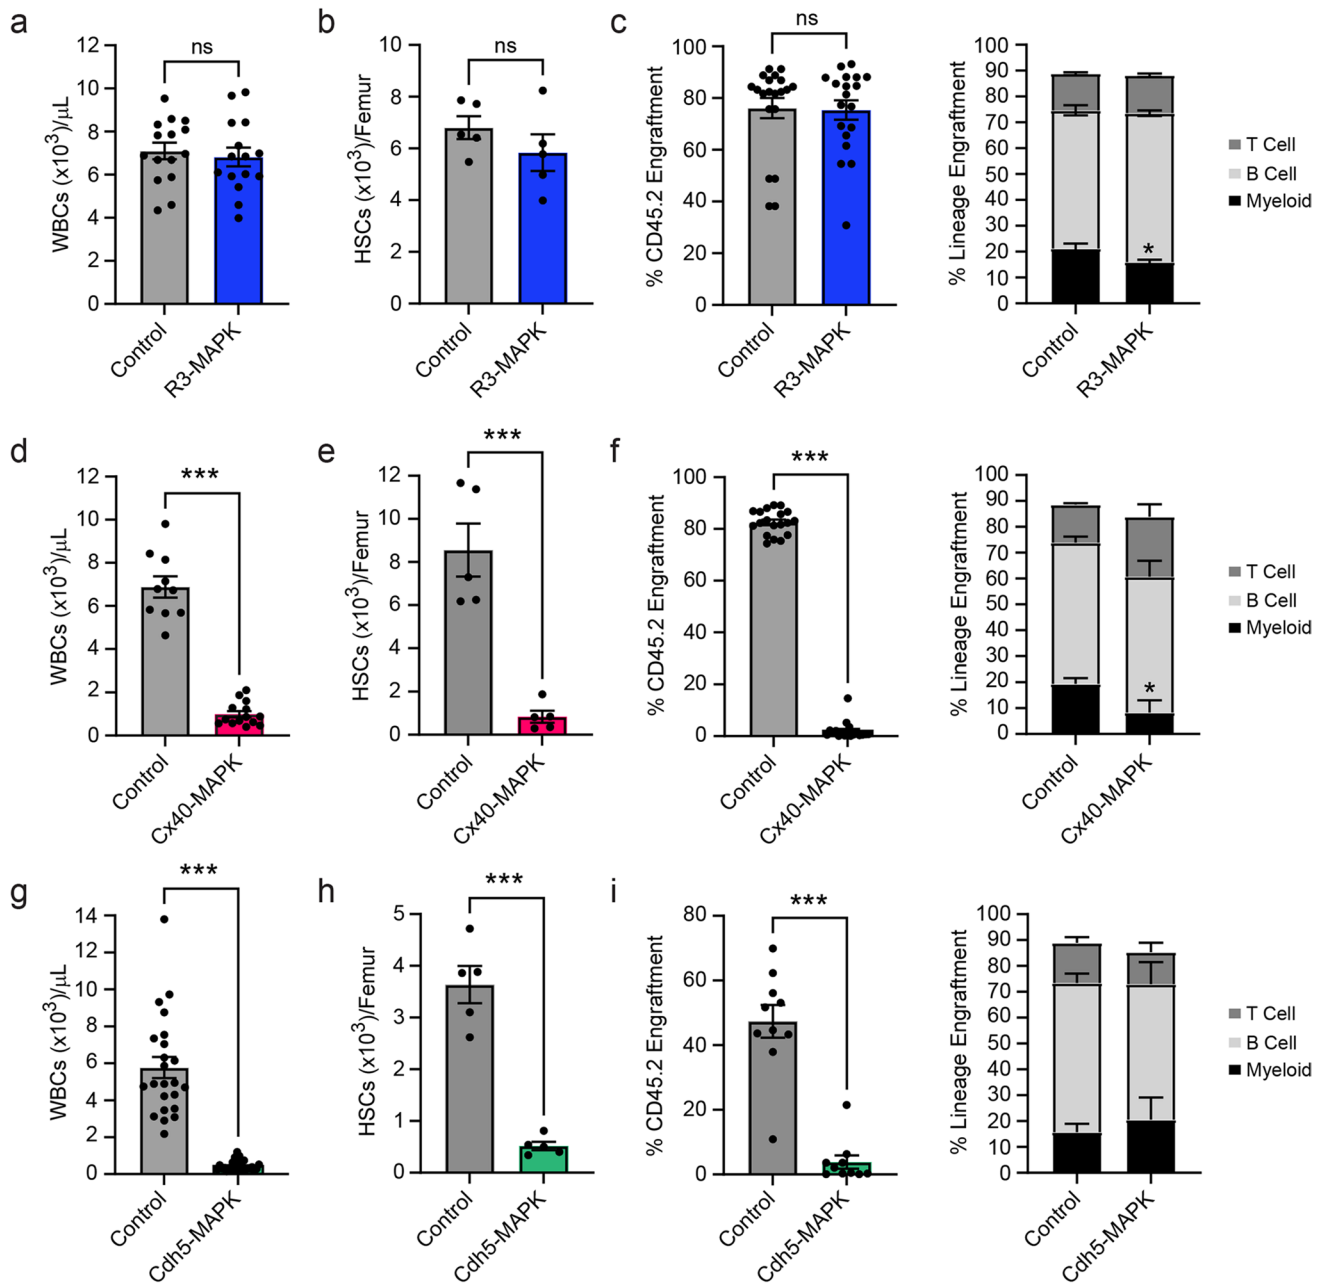 a
WBCs (x10³)/μL
12
10
8
6
4
2
0
ns
Control
R3-MAPK
b
HSCs (x10³)/Femur
10
8
6
4
2
0
ns
Control
R3-MAPK
c
% CD45.2 Engraftment
100
80
60
40
20
0
ns
Control
R3-MAPK
% Lineage Engraftment
100
90
80
70
60
50
40
30
20
10
0
*
Control
R3-MAPK
T Cell
B Cell
Myeloid
d
WBCs (x10³)/μL
12
10
8
6
4
2
0
***
Control
Cx40-MAPK
e
HSCs (x10³)/Femur
12
10
8
6
4
2
0
***
Control
Cx40-MAPK
f
% CD45.2 Engraftment
100
80
60
40
20
0
***
Control
Cx40-MAPK
% Lineage Engraftment
100
90
80
70
60
50
40
30
20
10
0
*
Control
Cx40-MAPK
T Cell
B Cell
Myeloid
g
WBCs (x10³)/μL
14
12
10
8
6
4
2
0
***
Control
Cdh5-MAPK
h
HSCs (x10³)/Femur
5
4
3
2
1
0
***
Control
Cdh5-MAPK
i
% CD45.2 Engraftment
80
60
40
20
0
***
Control
Cdh5-MAPK
% Lineage Engraftment
100
90
80
70
60
50
40
30
20
10
0
Control
Cdh5-MAPK
T Cell
B Cell
Myeloid